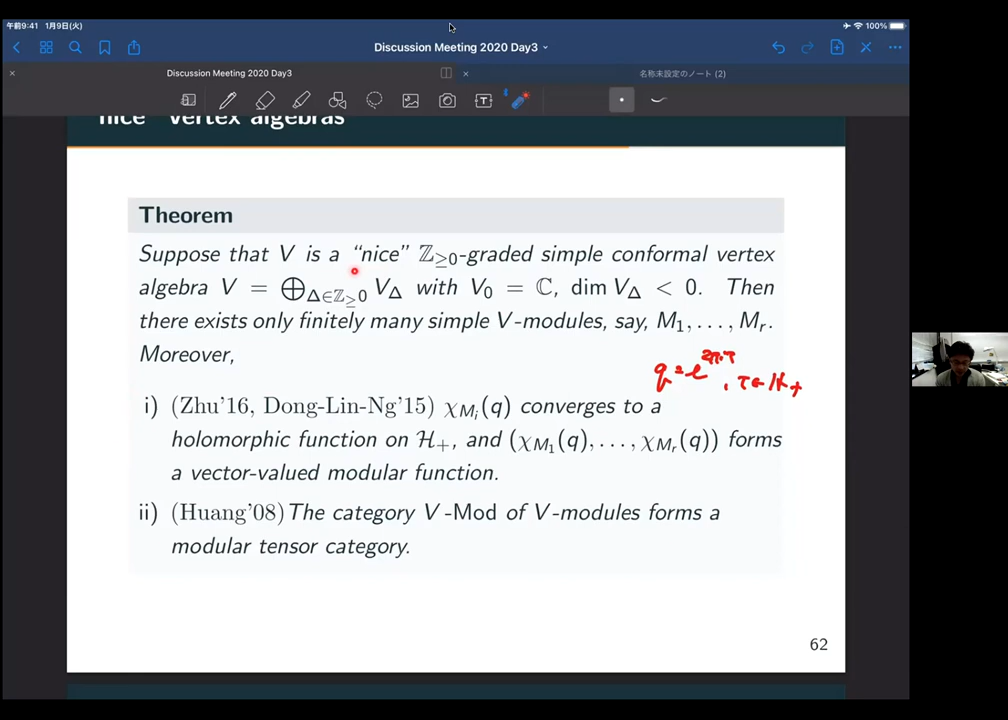 午前9:41 1月9日(火)
100%
Discussion Meeting 2020 Day3
Discussion Meeting 2020 Day3
名称未設定のノート (2)
"nice" vertex algebras
Theorem
Suppose that V is a “nice” ℤ≥0-graded simple conformal vertex
algebra V = ⨁Δ∈ℤ≥0 VΔ with V0 = ℂ, dim VΔ < 0. Then
there exists only finitely many simple V-modules, say, M1, . . . , Mr.
Moreover,
q = e^2πiτ, τ ∈ H+
i) (Zhu'16, Dong-Lin-Ng'15) χMi(q) converges to a
holomorphic function on H+, and (χM1(q), . . . , χMr(q)) forms
a vector-valued modular function.
ii) (Huang'08)The category V-Mod of V-modules forms a
modular tensor category.
62